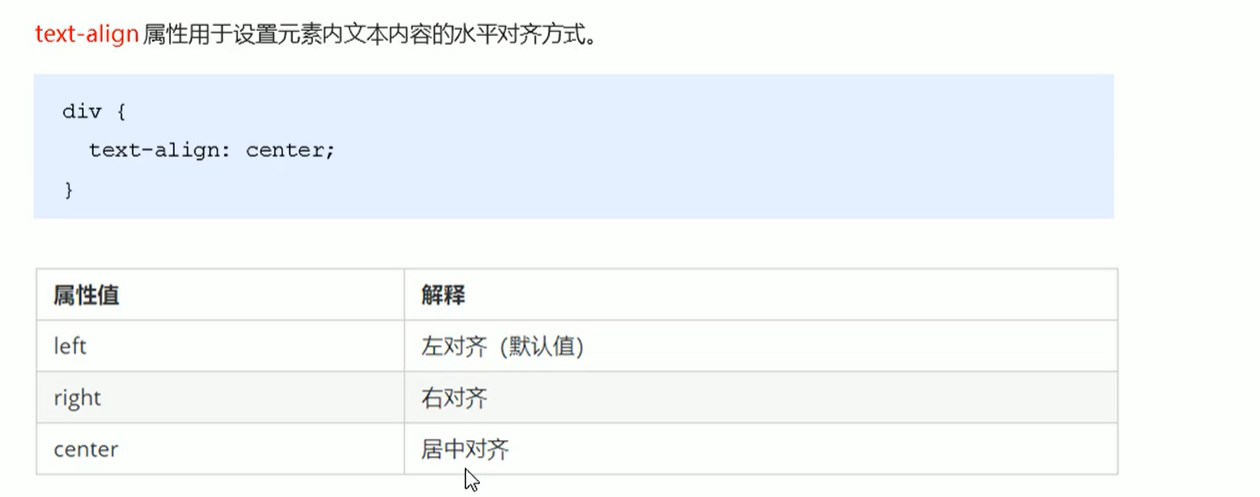 text-align 属性用于设置元素内文本内容的水平对齐方式。
div {
  text-align: center;
}
属性值 解释
left 左对齐（默认值）
right 右对齐
center 居中对齐